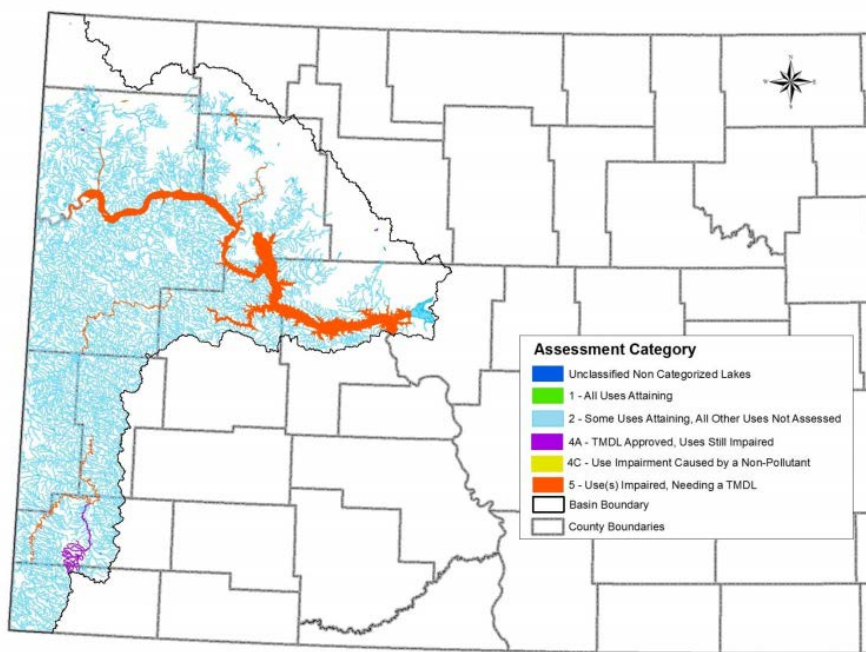 N
W
E
S
Assessment Category
Unclassified Non Categorized Lakes
1 - All Uses Attaining
2 - Some Uses Attaining, All Other Uses Not Assessed
4A - TMDL Approved, Uses Still Impaired
4C - Use Impairment Caused by a Non-Pollutant
5 - Use(s) Impaired, Needing a TMDL
Basin Boundary
County Boundaries